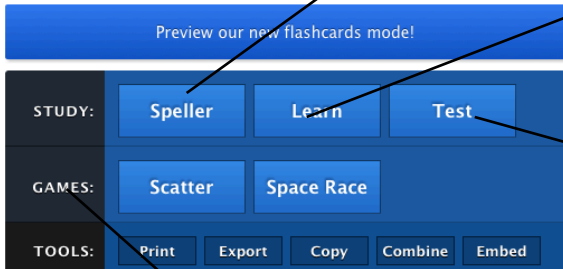 Preview our new flashcards mode!
STUDY: Speller Learn Test
GAMES: Scatter Space Race
TOOLS: Print Export Copy Combine Embed